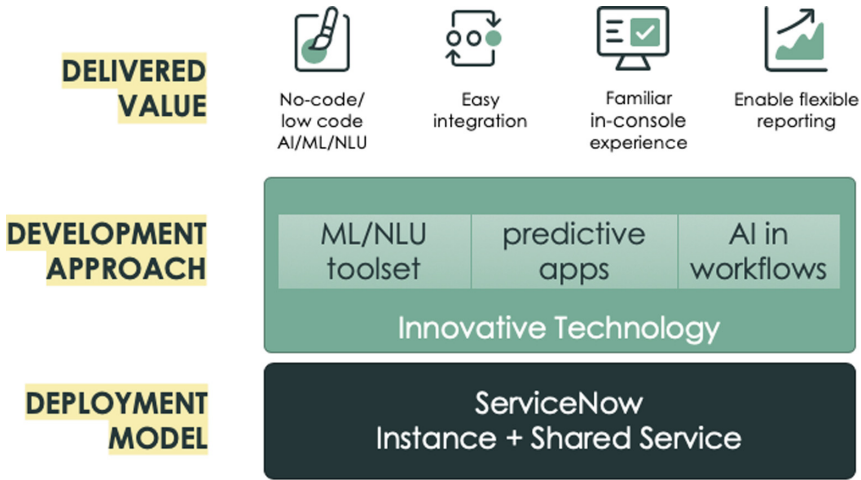 DELIVERED
VALUE
No-code/
low code
AI/ML/NLU
Easy
integration
Familiar
in-console
experience
Enable flexible
reporting
DEVELOPMENT
APPROACH
ML/NLU
toolset
predictive
apps
AI in
workflows
Innovative Technology
DEPLOYMENT
MODEL
ServiceNow
Instance + Shared Service